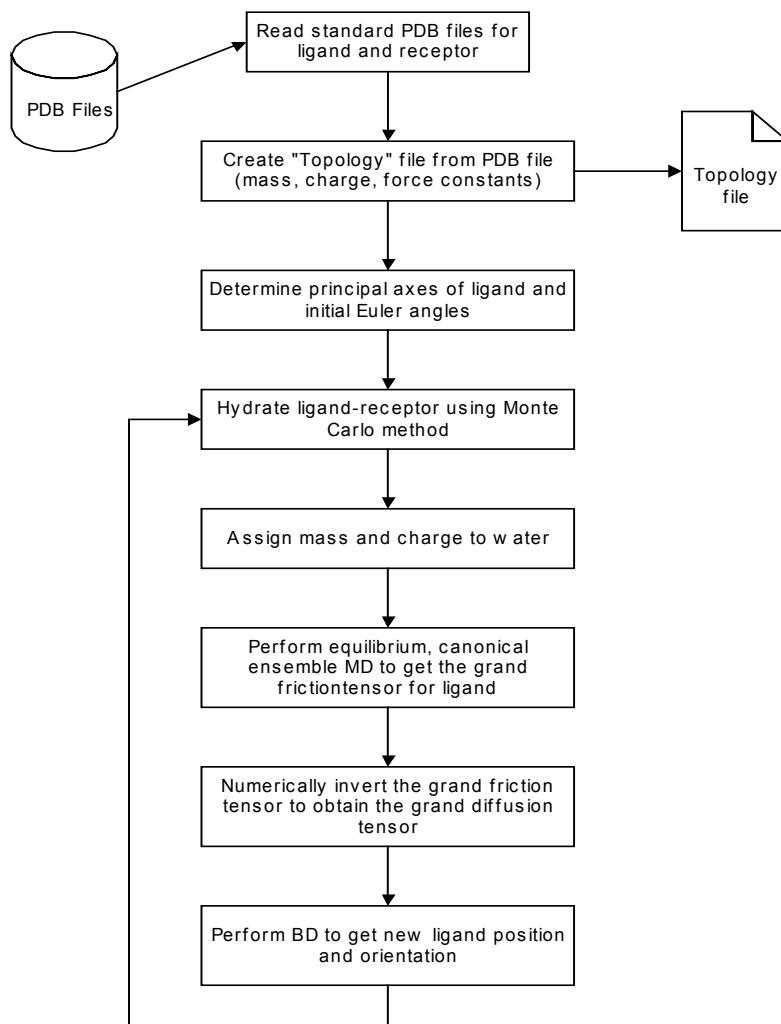 Read standard PDB files for
ligand and receptor
PDB Files
Create "Topology" file from PDB file
(mass, charge, force constants)
Topology
file
Determine principal axes of ligand and
initial Euler angles
Hydrate ligand-receptor using Monte
Carlo method
Assign mass and charge to water
Perform equilibrium, canonical
ensemble MD to get the grand
frictiontensor for ligand
Numerically invert the grand friction
tensor to obtain the grand diffusion
tensor
Perform BD to get new ligand position
and orientation